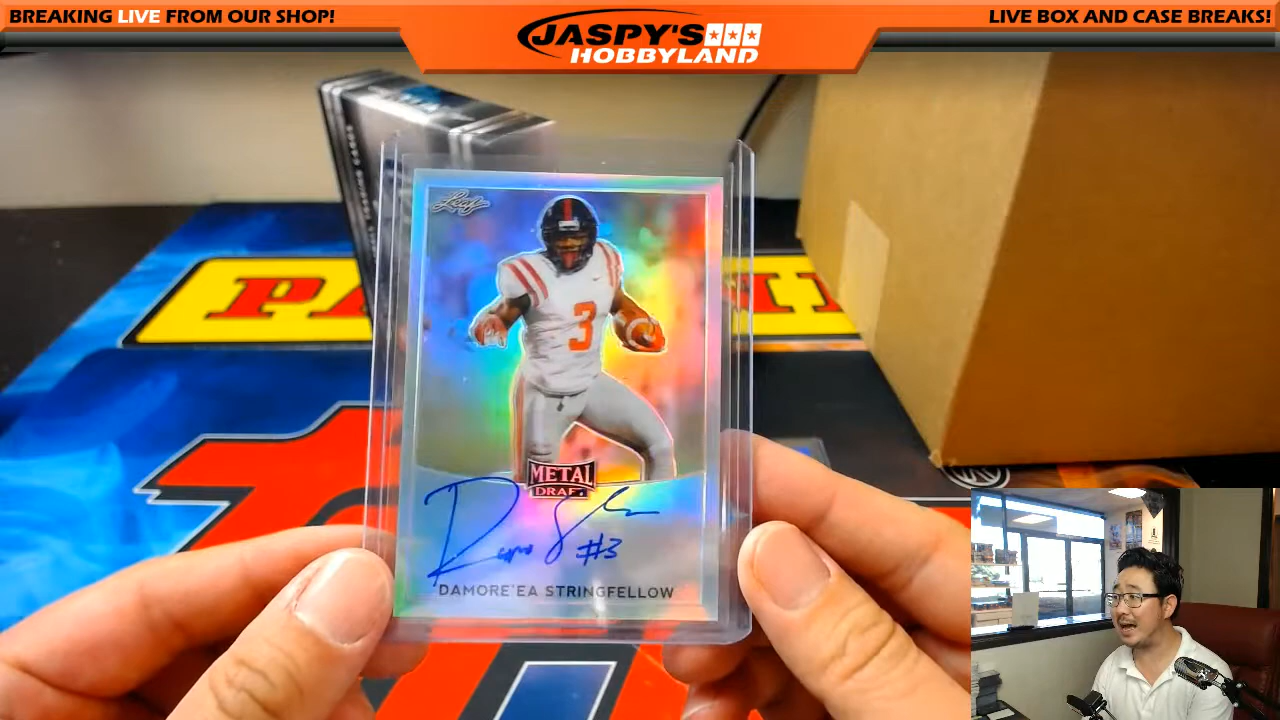 BREAKING LIVE FROM OUR SHOP!
JASPY'S
HOBBYLAND
LIVE BOX AND CASE BREAKS!
Leaf
3
METAL
DRAFT
#3
DAMORE'EA STRINGFELLOW